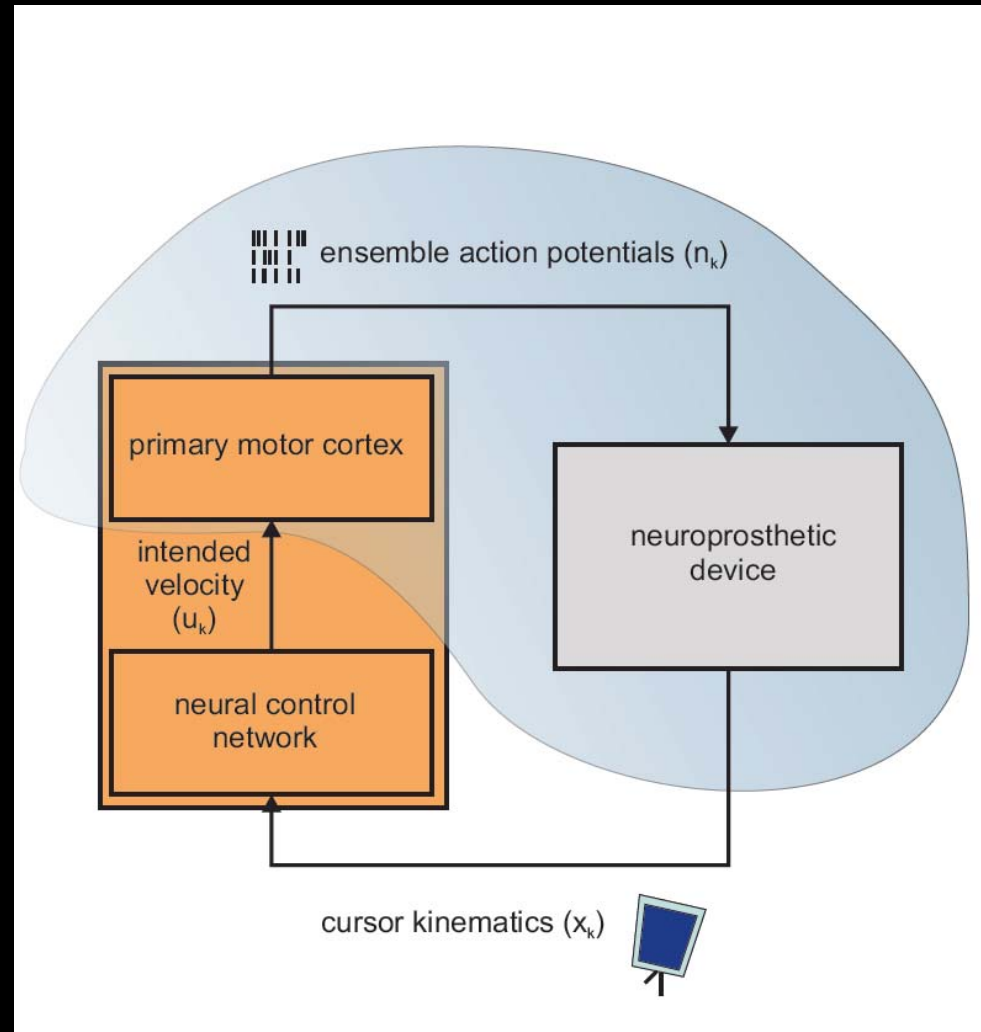 ensemble action potentials (nₖ)
primary motor cortex
intended
velocity
(uₖ)
neural control
network
neuroprosthetic
device
cursor kinematics (xₖ)